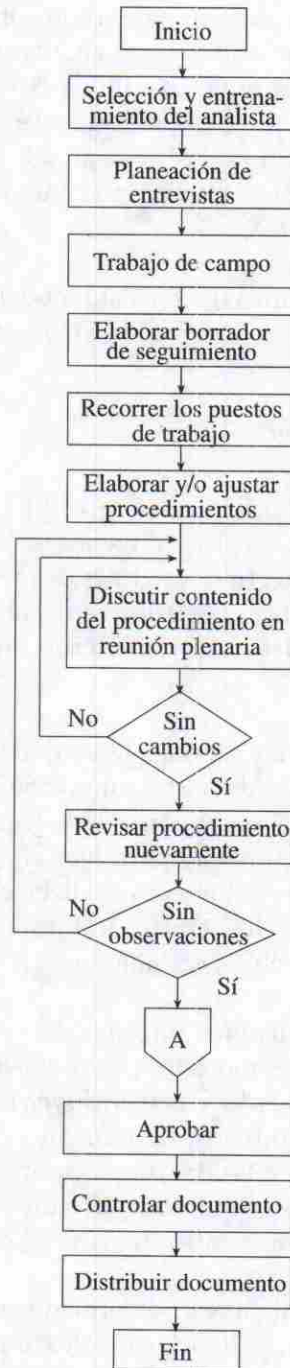 Inicio
Selección y entrena-
miento del analista
Planeación de
entrevistas
Trabajo de campo
Elaborar borrador
de seguimiento
Recorrer los puestos
de trabajo
Elaborar y/o ajustar
procedimientos
Discutir contenido
del procedimiento en
reunión plenaria
No
Sin
cambios
Sí
Revisar procedimiento
nuevamente
No
Sin
observaciones
Sí
A
Aprobar
Controlar documento
Distribuir documento
Fin